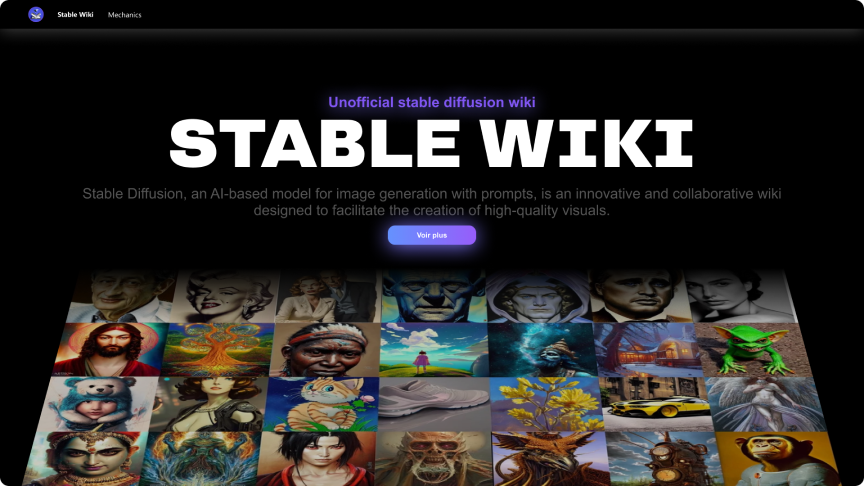 Stable Wiki
Mechanics
Unofficial stable diffusion wiki
STABLE WIKI
Stable Diffusion, an AI-based model for image generation with prompts, is an innovative and collaborative wiki
designed to facilitate the creation of high-quality visuals.
Voir plus